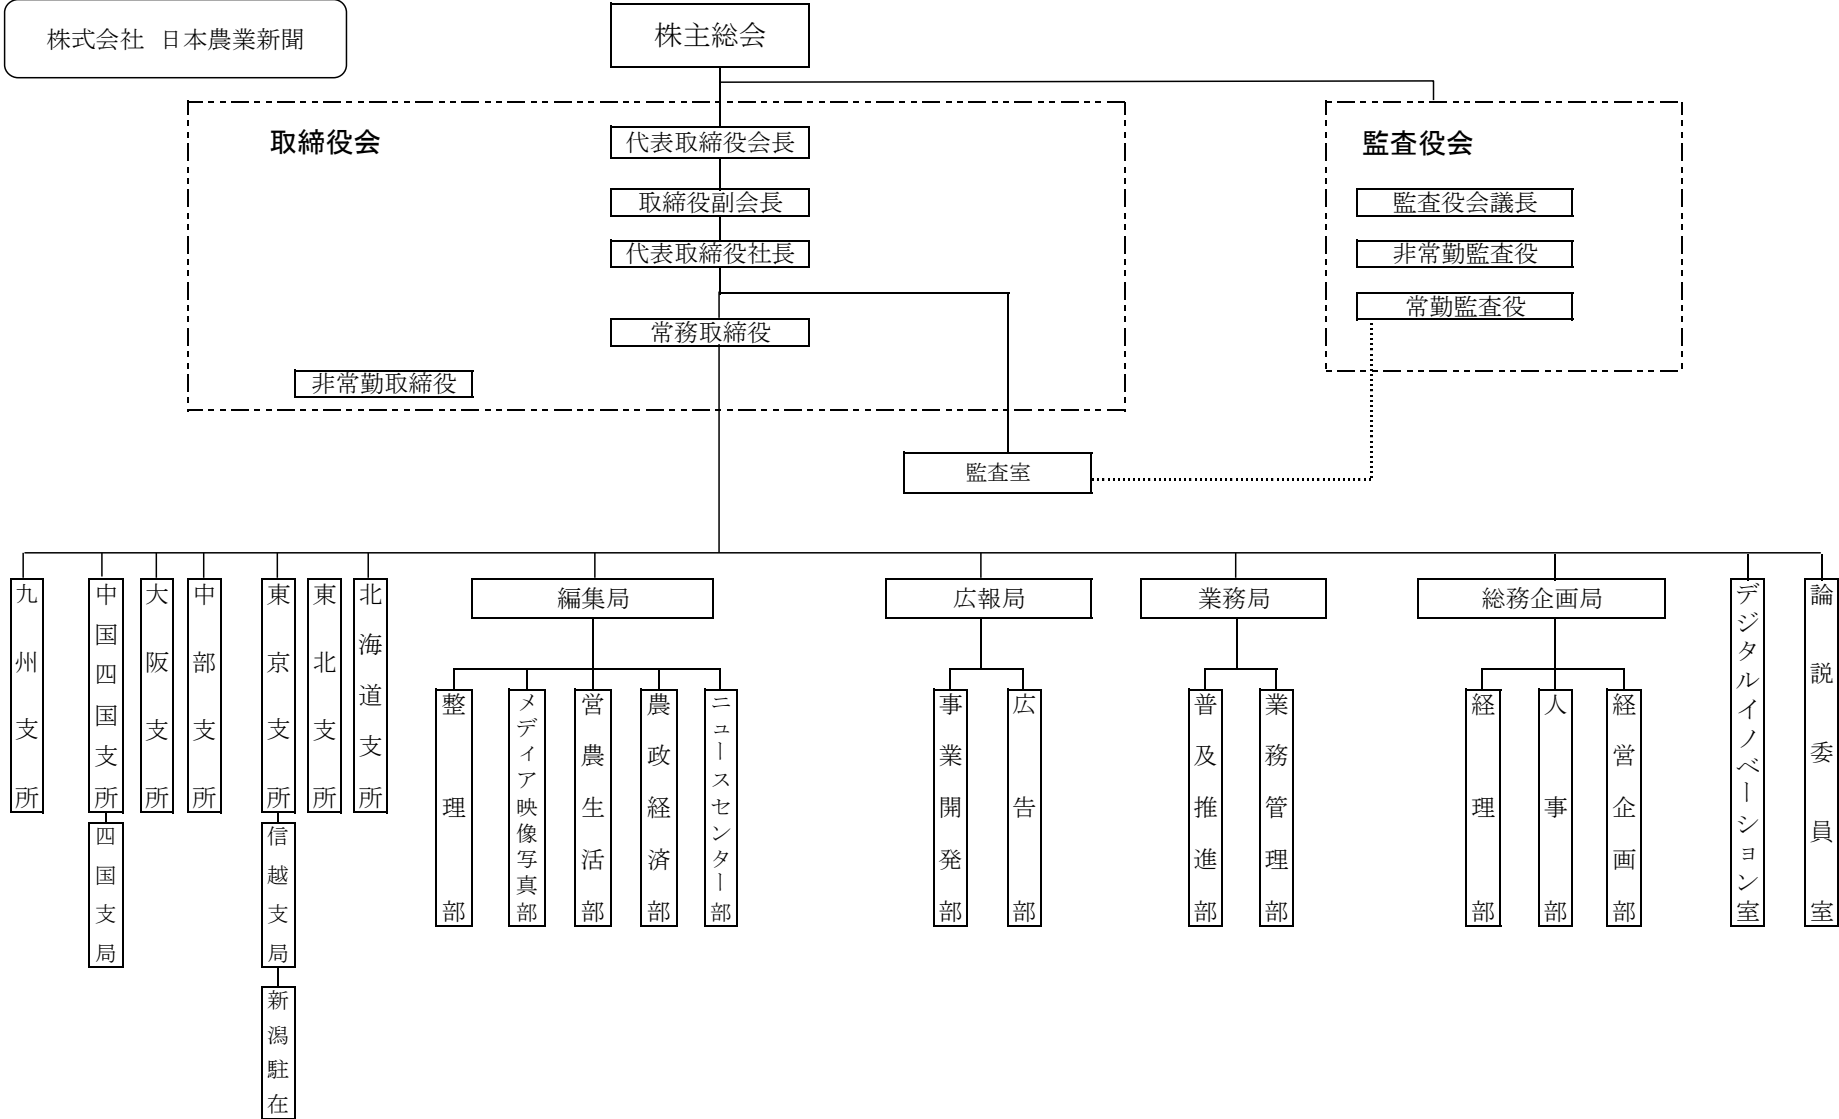 株式会社 日本農業新聞
株主総会
取締役会
代表取締役会長
取締役副会長
代表取締役社長
常務取締役
非常勤取締役
監査役会
監査役会議長
非常勤監査役
常勤監査役
監査室
九州支所
中国四国支所
四国支局
大阪支所
中部支所
東京支所
信越支局
新潟駐在
東北支所
北海道支所
編集局
整理部
メディア映像写真部
営農生活部
農政経済部
ニュースセンター部
広報局
事業開発部
広告部
業務局
普及推進部
業務管理部
総務企画局
経理部
人事部
経営企画部
デジタルイノベーション室
論説委員室